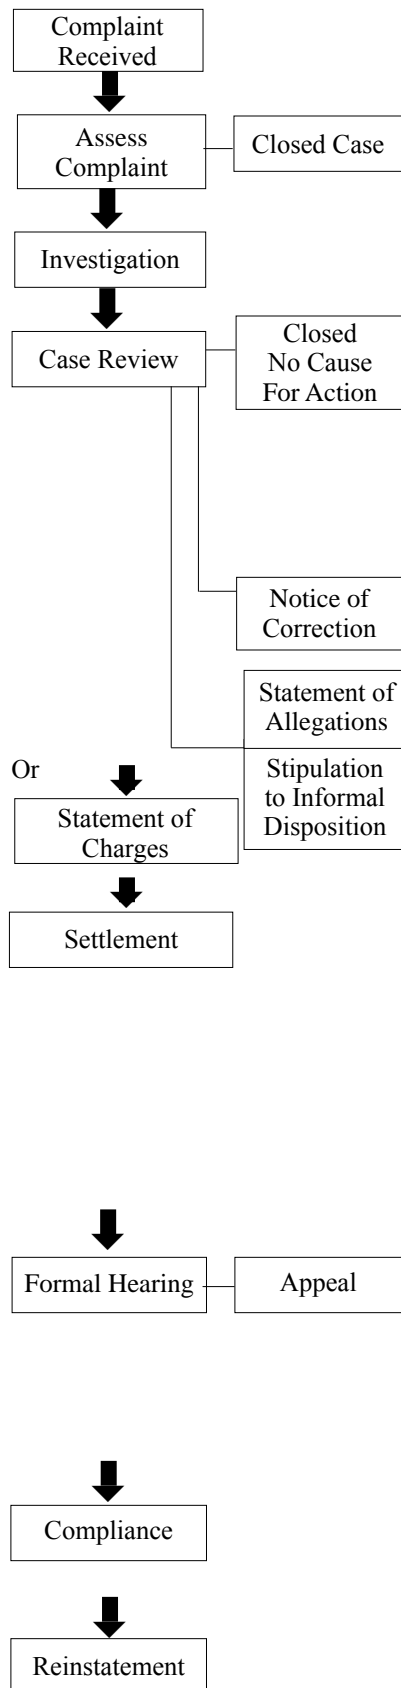 Complaint
Received
Assess
Complaint
Closed Case
Investigation
Case Review
Closed
No Cause
For Action
Notice of
Correction
Statement of
Allegations
Stipulation
to Informal
Disposition
Or
Statement of
Charges
Settlement
Formal Hearing
Appeal
Compliance
Reinstatement